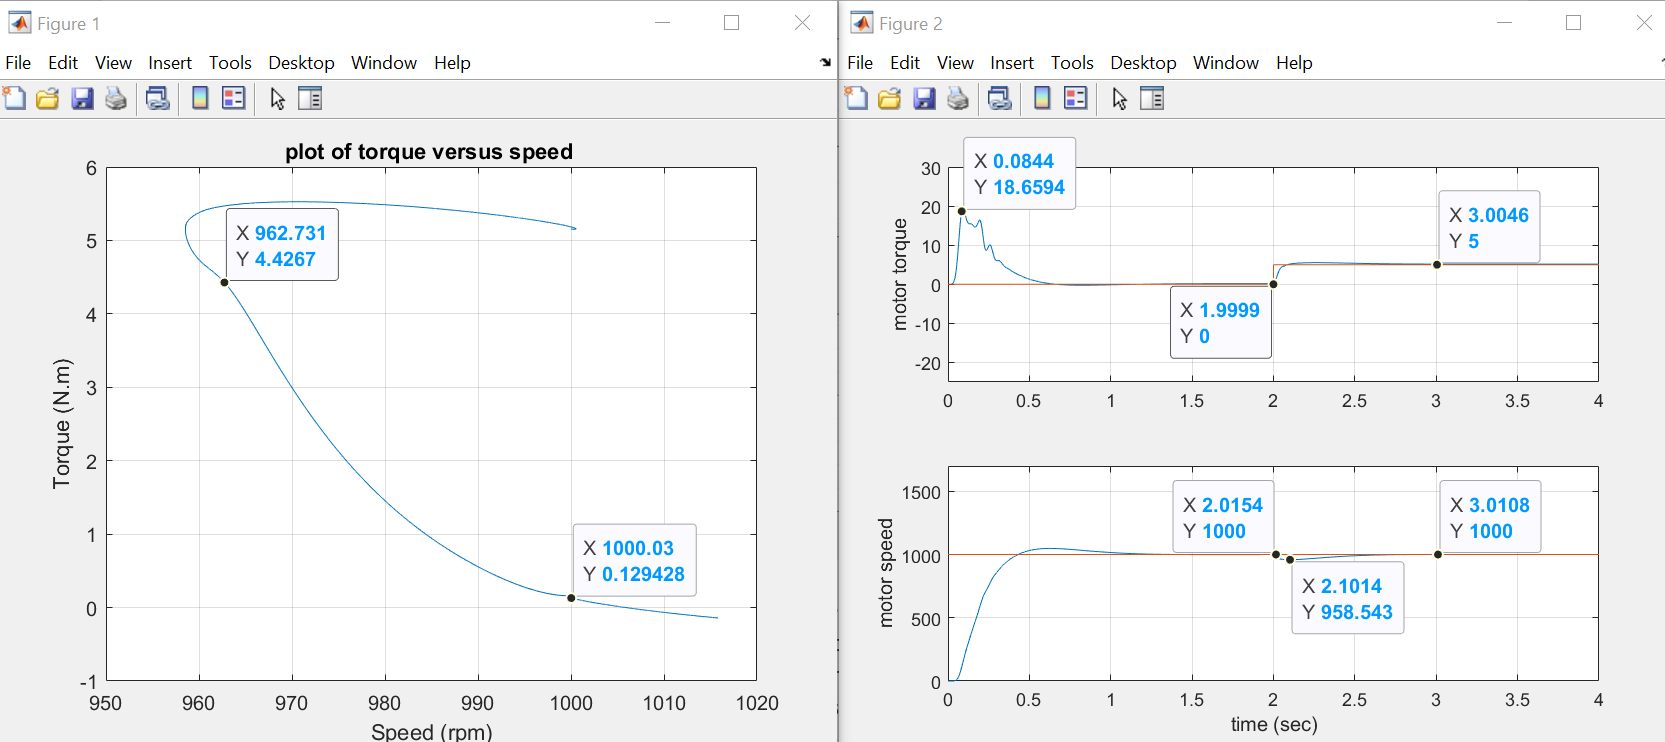 Figure 1
File Edit View Insert Tools Desktop Window Help
plot of torque versus speed
6
5
4
3
2
1
0
-1
Torque (N.m)
X 962.731
Y 4.4267
X 1000.03
Y 0.129428
950 960 970 980 990 1000 1010 1020
Speed (rpm)
Figure 2
File Edit View Insert Tools Desktop Window Help
30
20
10
0
-10
-20
motor torque
X 0.0844
Y 18.6594
X 3.0046
Y 5
X 1.9999
Y 0
0 0.5 1 1.5 2 2.5 3 3.5 4
1500
1000
500
0
motor speed
X 2.0154
Y 1000
X 3.0108
Y 1000
X 2.1014
Y 958.543
0 0.5 1 1.5 2 2.5 3 3.5 4
time (sec)